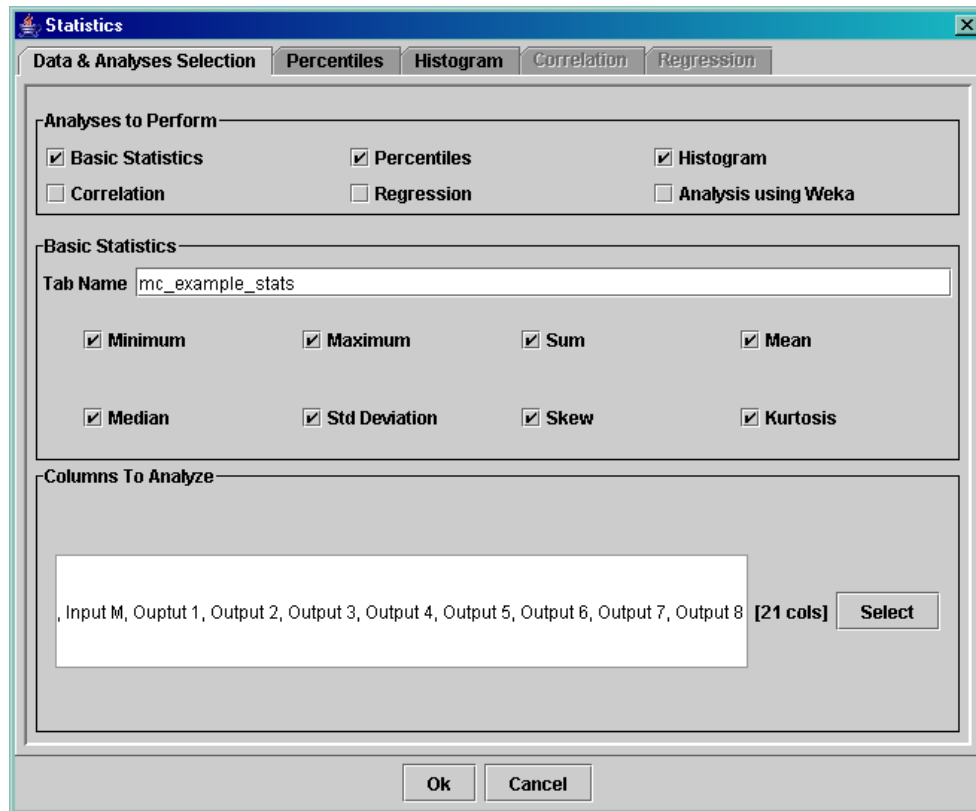 Statistics
Data & Analyses Selection Percentiles Histogram Correlation Regression
Analyses to Perform
Basic Statistics Percentiles Histogram
Correlation Regression Analysis using Weka
Basic Statistics
Tab Name mc_example_stats
Minimum Maximum Sum Mean
Median Std Deviation Skew Kurtosis
Columns To Analyze
, Input M, Ouptut 1, Output 2, Output 3, Output 4, Output 5, Output 6, Output 7, Output 8 [21 cols] Select
Ok Cancel